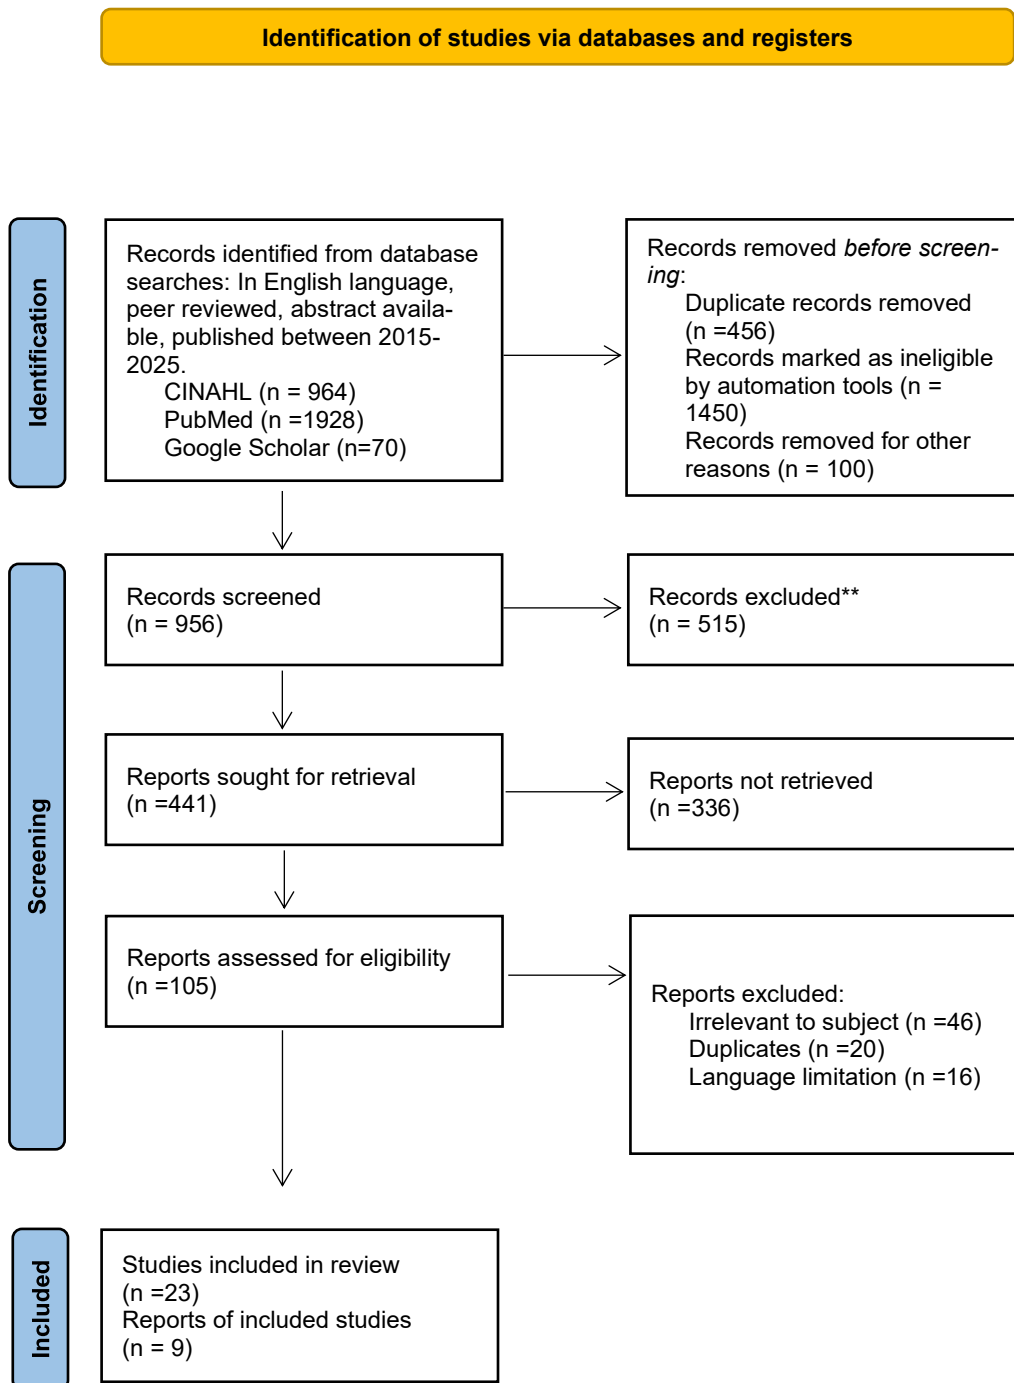 Identification of studies via databases and registers
Identification
Records identified from database
searches: In English language,
peer reviewed, abstract availa-
ble, published between 2015-
2025.
CINAHL (n = 964)
PubMed (n =1928)
Google Scholar (n=70)
Records removed before screen-
ing:
Duplicate records removed
(n =456)
Records marked as ineligible
by automation tools (n =
1450)
Records removed for other
reasons (n = 100)
Screening
Records screened
(n = 956)
Records excluded**
(n = 515)
Reports sought for retrieval
(n =441)
Reports not retrieved
(n =336)
Reports assessed for eligibility
(n =105)
Reports excluded:
Irrelevant to subject (n =46)
Duplicates (n =20)
Language limitation (n =16)
Included
Studies included in review
(n =23)
Reports of included studies
(n = 9)